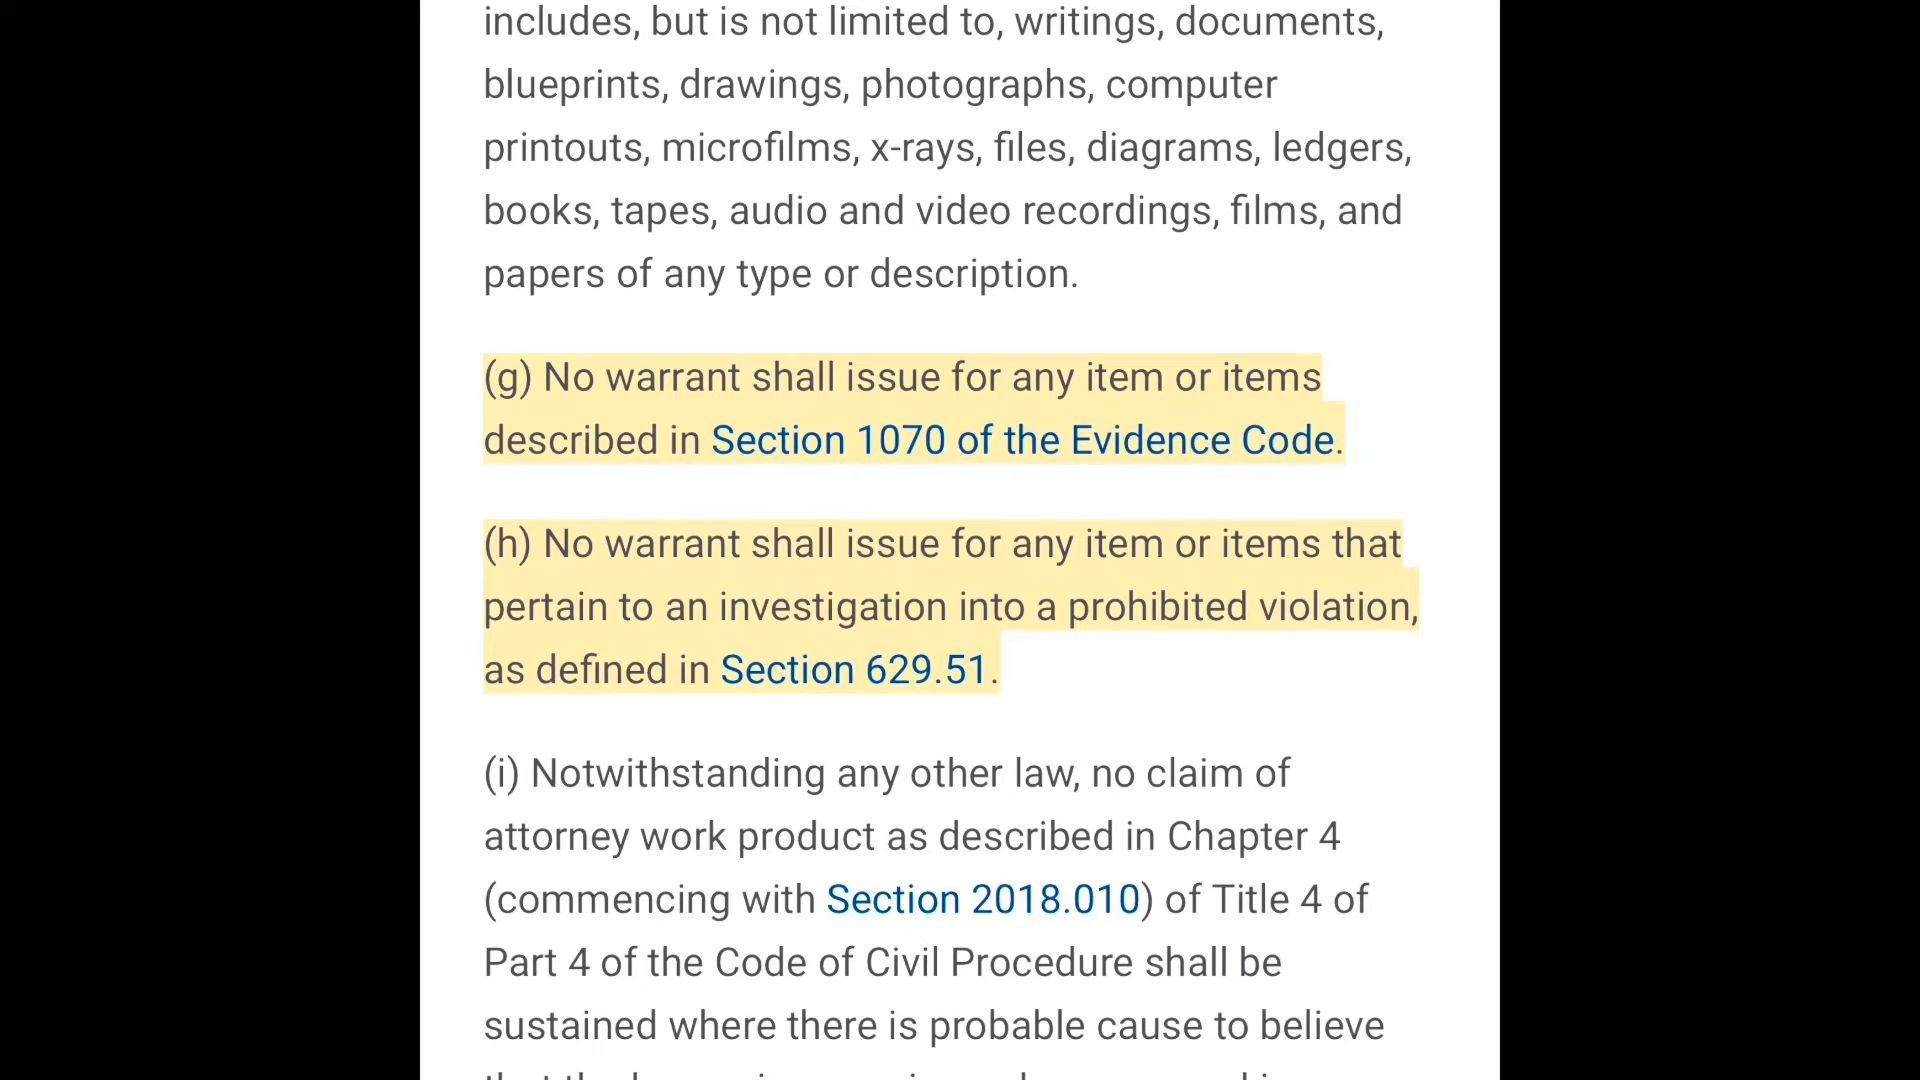 includes, but is not limited to, writings, documents,
blueprints, drawings, photographs, computer
printouts, microfilms, x-rays, files, diagrams, ledgers,
books, tapes, audio and video recordings, films, and
papers of any type or description.
(g) No warrant shall issue for any item or items
described in Section 1070 of the Evidence Code.
(h) No warrant shall issue for any item or items that
pertain to an investigation into a prohibited violation,
as defined in Section 629.51.
(i) Notwithstanding any other law, no claim of
attorney work product as described in Chapter 4
(commencing with Section 2018.010) of Title 4 of
Part 4 of the Code of Civil Procedure shall be
sustained where there is probable cause to believe